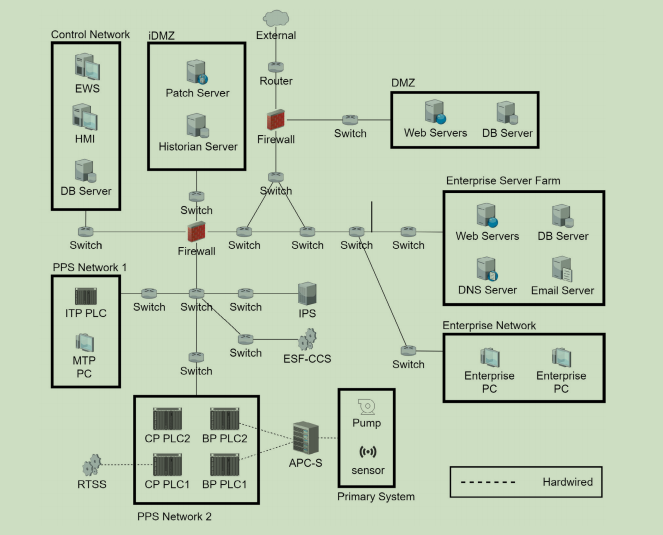 External
Control Network
iDMZ
EWS
HMI
DB Server
Patch Server
Historian Server
Router
DMZ
Firewall
Switch
Web Servers
DB Server
Switch
Switch
Enterprise Server Farm
Web Servers
DB Server
DNS Server
Email Server
Switch
Firewall
Switch
Switch
Switch
Switch
PPS Network 1
ITP PLC
MTP
PC
Switch
Switch
Switch
IPS
Switch
ESF-CCS
Switch
Enterprise Network
Switch
Enterprise
PC
Enterprise
PC
CP PLC2
BP PLC2
CP PLC1
BP PLC1
RTSS
APC-S
Pump
sensor
Primary System
PPS Network 2
Hardwired